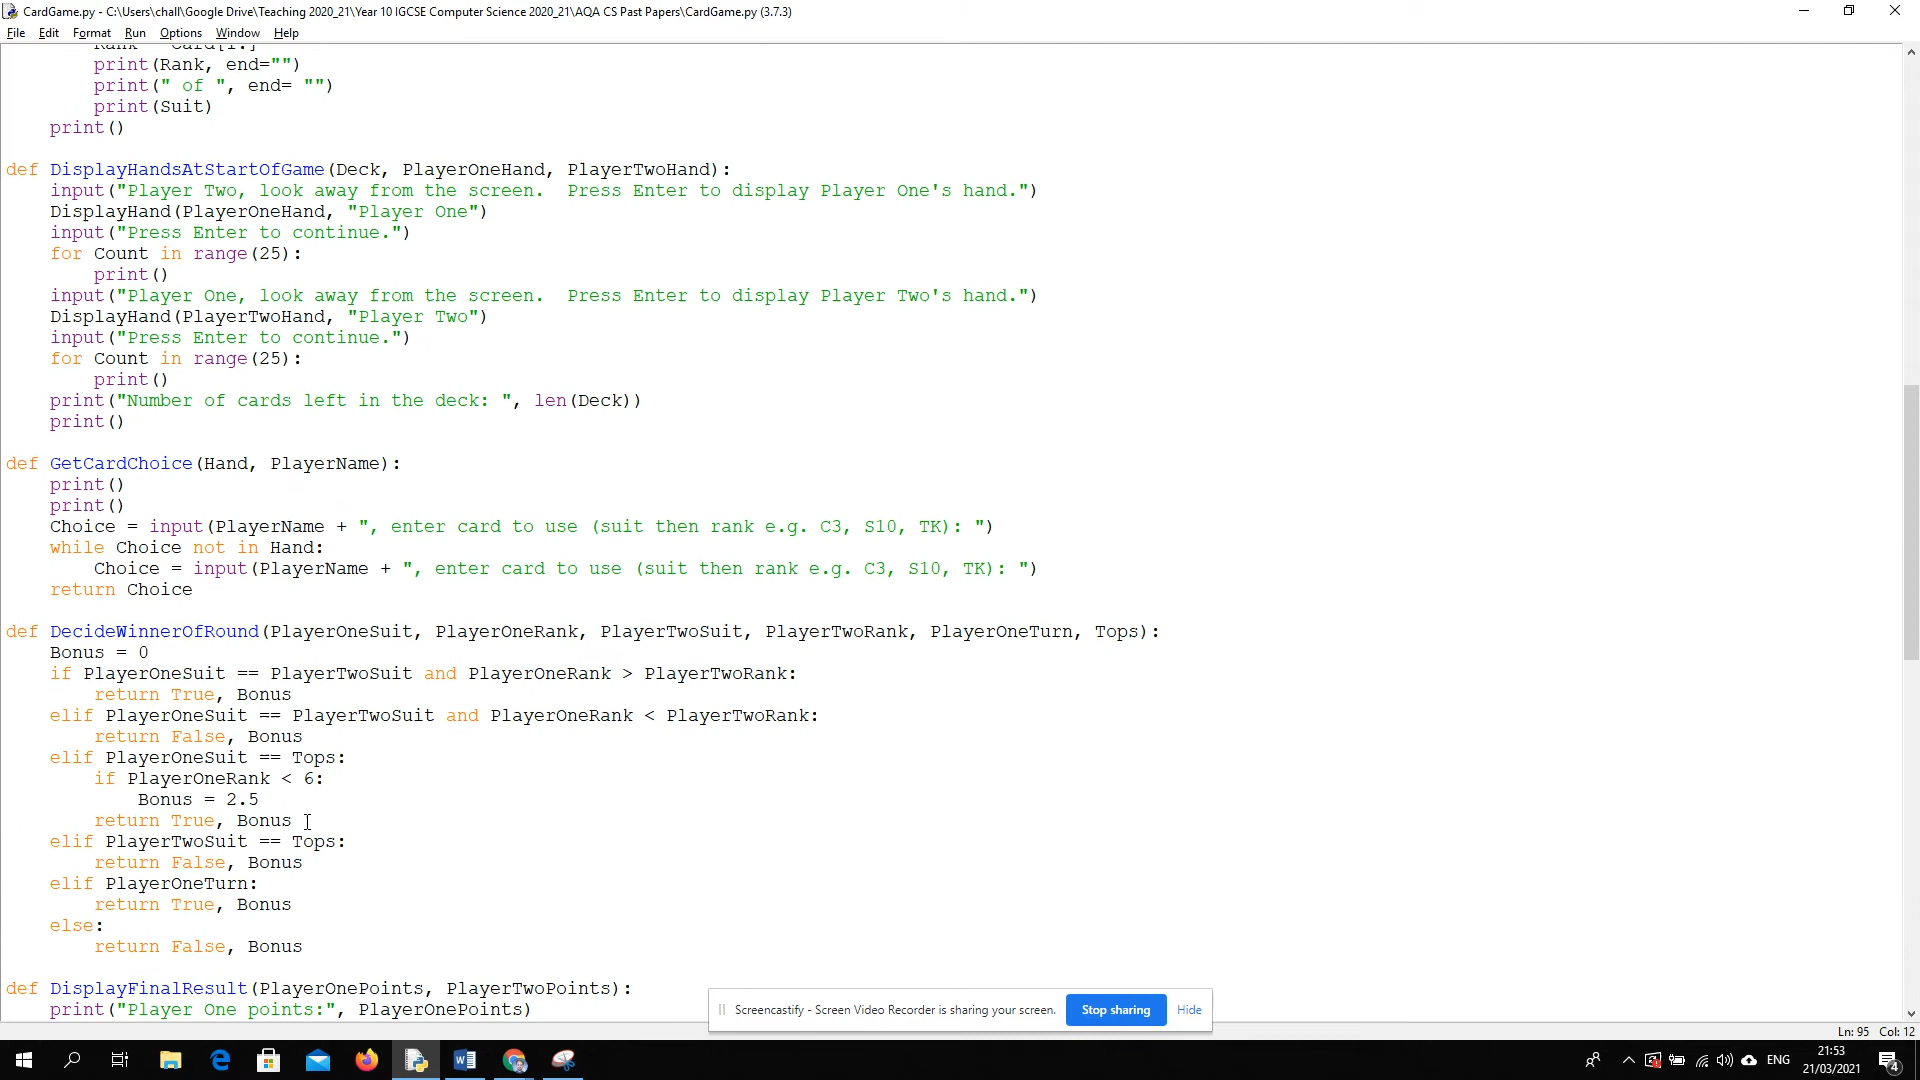 CardGame.py - C:\Users\chall\Google Drive\Teaching 2020_21\Year 10 IGCSE Computer Science 2020_21\AQA CS Past Papers\CardGame.py (3.7.3)
File Edit Format Run Options Window Help
print(Rank, end="")
print(" of ", end= "")
print(Suit)
print()
def DisplayHandsAtStartOfGame(Deck, PlayerOneHand, PlayerTwoHand):
input("Player Two, look away from the screen.  Press Enter to display Player One's hand.")
DisplayHand(PlayerOneHand, "Player One")
input("Press Enter to continue.")
for Count in range(25):
print()
input("Player One, look away from the screen.  Press Enter to display Player Two's hand.")
DisplayHand(PlayerTwoHand, "Player Two")
input("Press Enter to continue.")
for Count in range(25):
print()
print("Number of cards left in the deck: ", len(Deck))
print()
def GetCardChoice(Hand, PlayerName):
print()
print()
Choice = input(PlayerName + ", enter card to use (suit then rank e.g. C3, S10, TK): ")
while Choice not in Hand:
Choice = input(PlayerName + ", enter card to use (suit then rank e.g. C3, S10, TK): ")
return Choice
def DecideWinnerOfRound(PlayerOneSuit, PlayerOneRank, PlayerTwoSuit, PlayerTwoRank, PlayerOneTurn, Tops):
Bonus = 0
if PlayerOneSuit == PlayerTwoSuit and PlayerOneRank > PlayerTwoRank:
return True, Bonus
elif PlayerOneSuit == PlayerTwoSuit and PlayerOneRank < PlayerTwoRank:
return False, Bonus
elif PlayerOneSuit == Tops:
if PlayerOneRank < 6:
Bonus = 2.5
return True, Bonus
elif PlayerTwoSuit == Tops:
return False, Bonus
elif PlayerOneTurn:
return True, Bonus
else:
return False, Bonus
def DisplayFinalResult(PlayerOnePoints, PlayerTwoPoints):
print("Player One points:", PlayerOnePoints)
Screencastify - Screen Video Recorder is sharing your screen. Stop sharing Hide
Ln: 95 Col: 12
ENG
21:53
21/03/2021
4